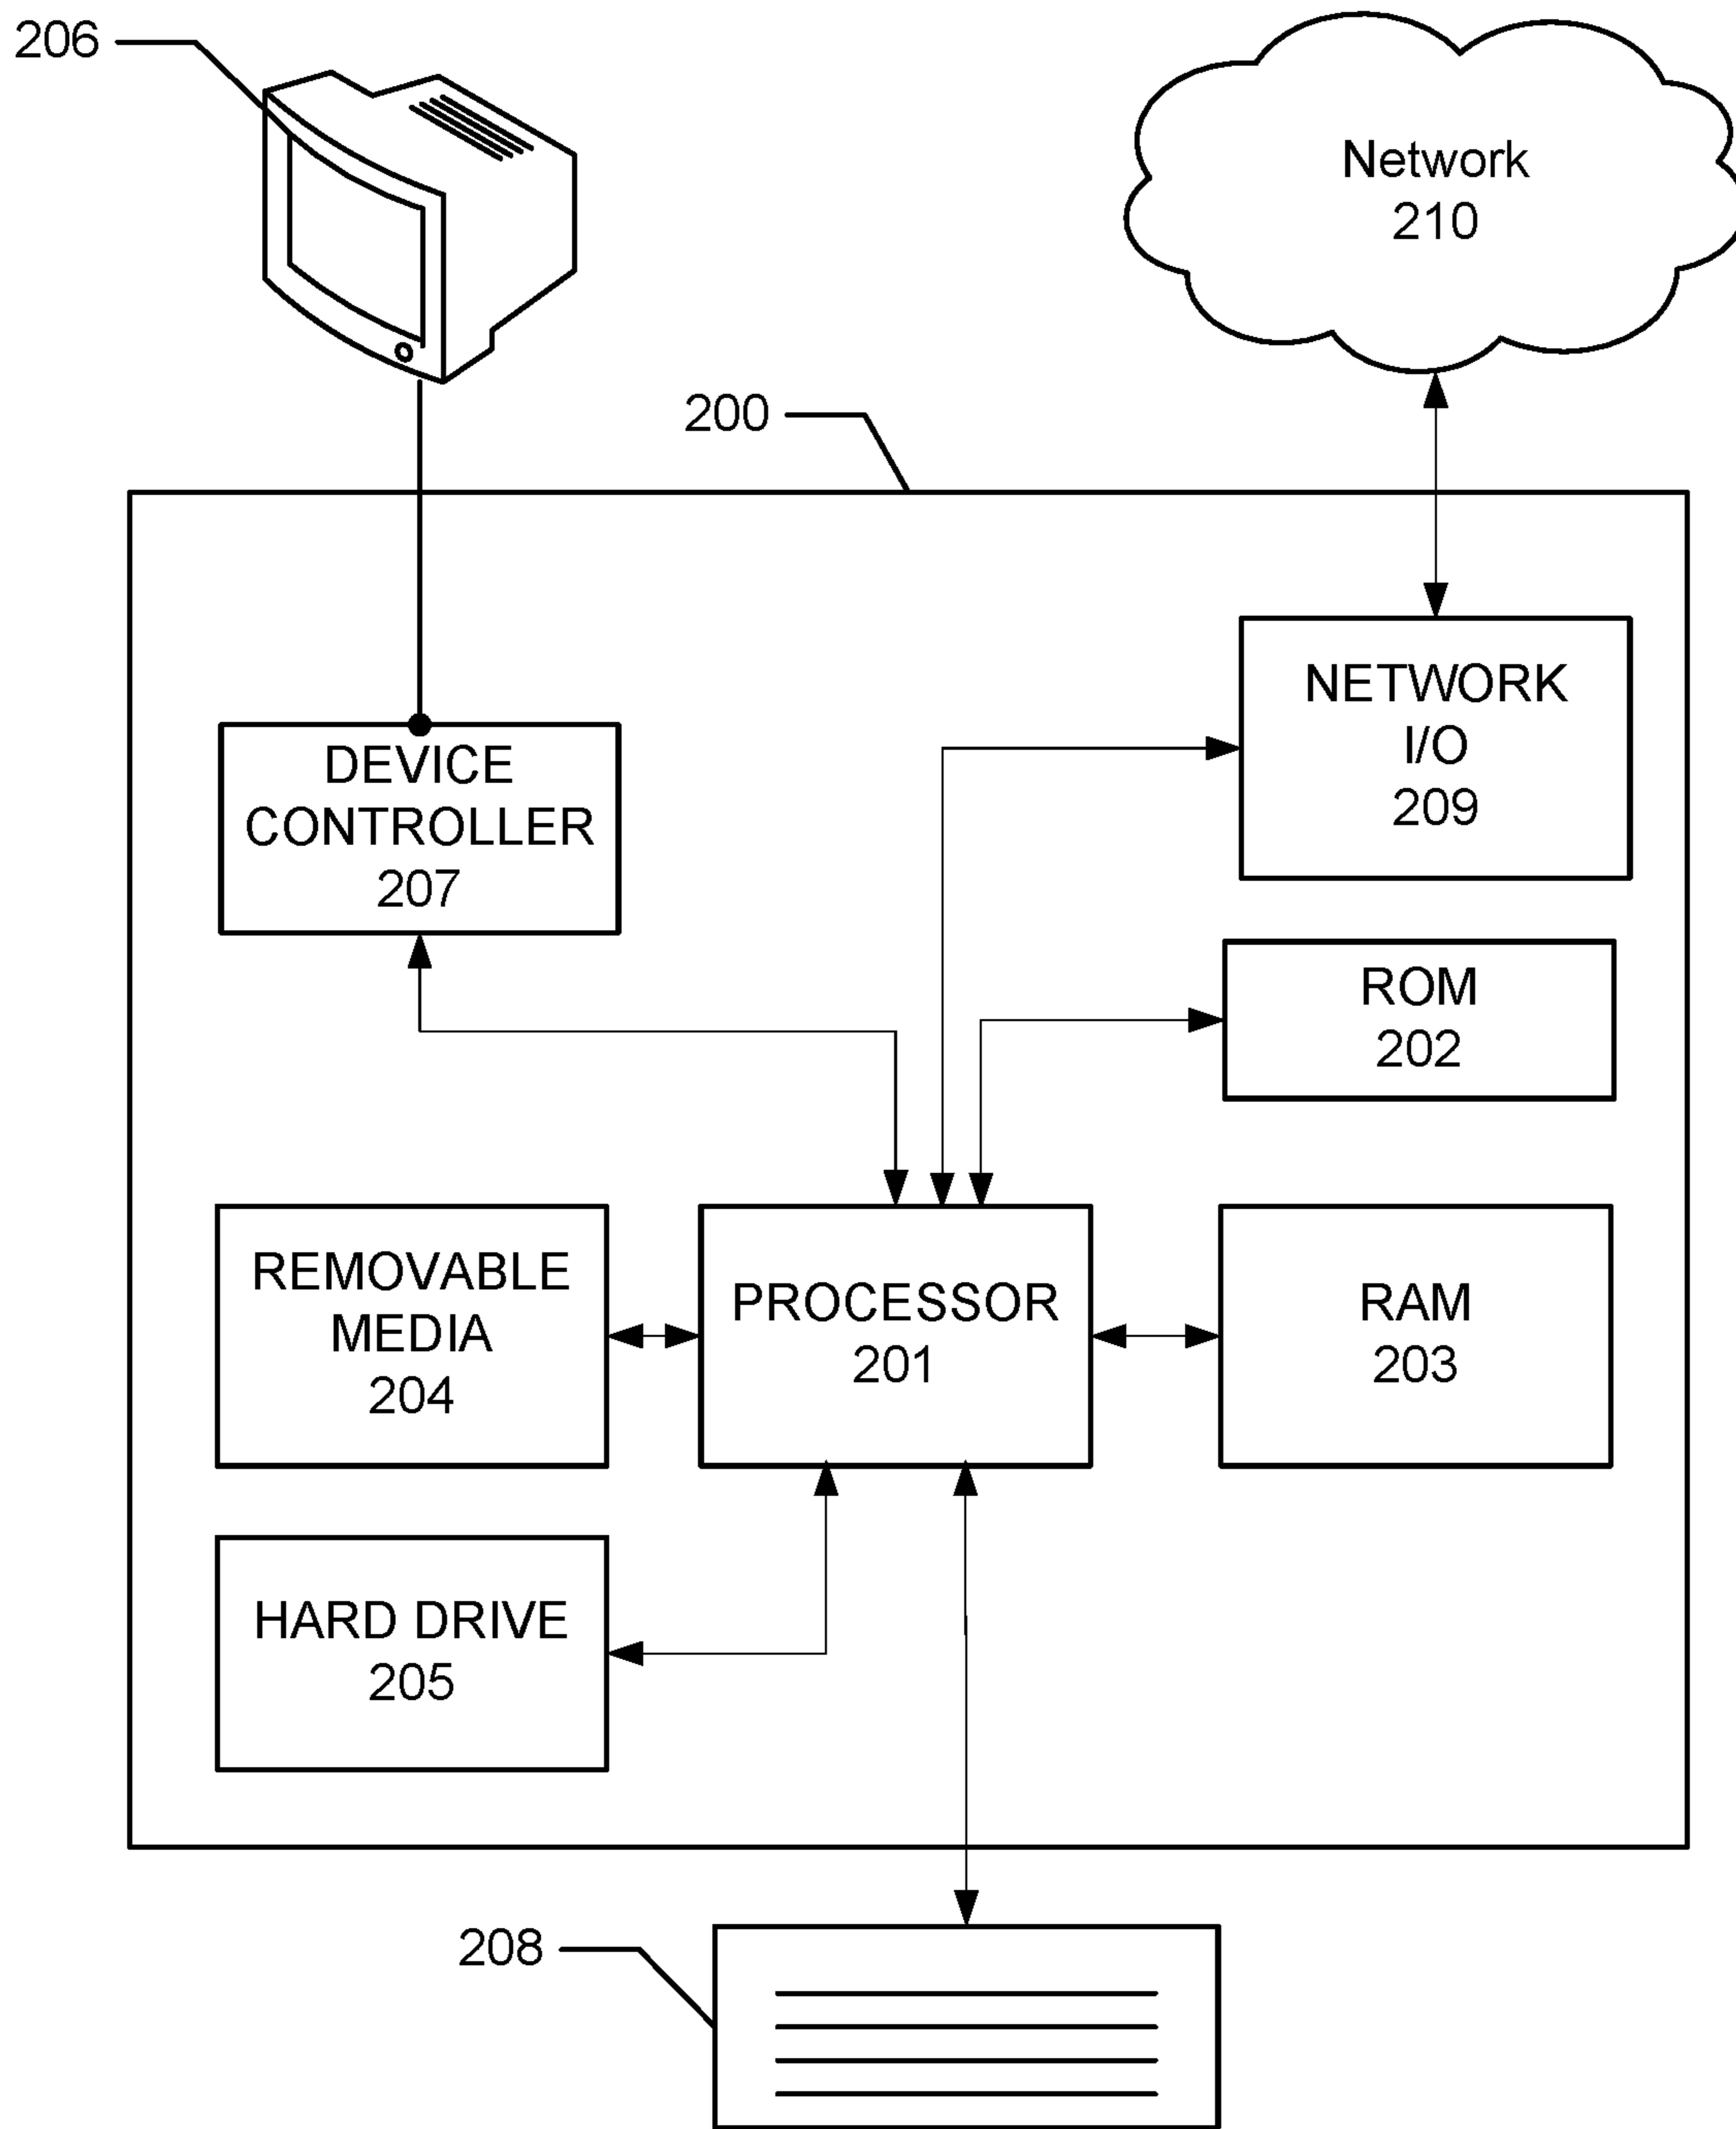 206
Network
210
200
NETWORK
I/O
209
DEVICE
CONTROLLER
207
ROM
202
REMOVABLE
MEDIA
204
PROCESSOR
201
RAM
203
HARD DRIVE
205
208